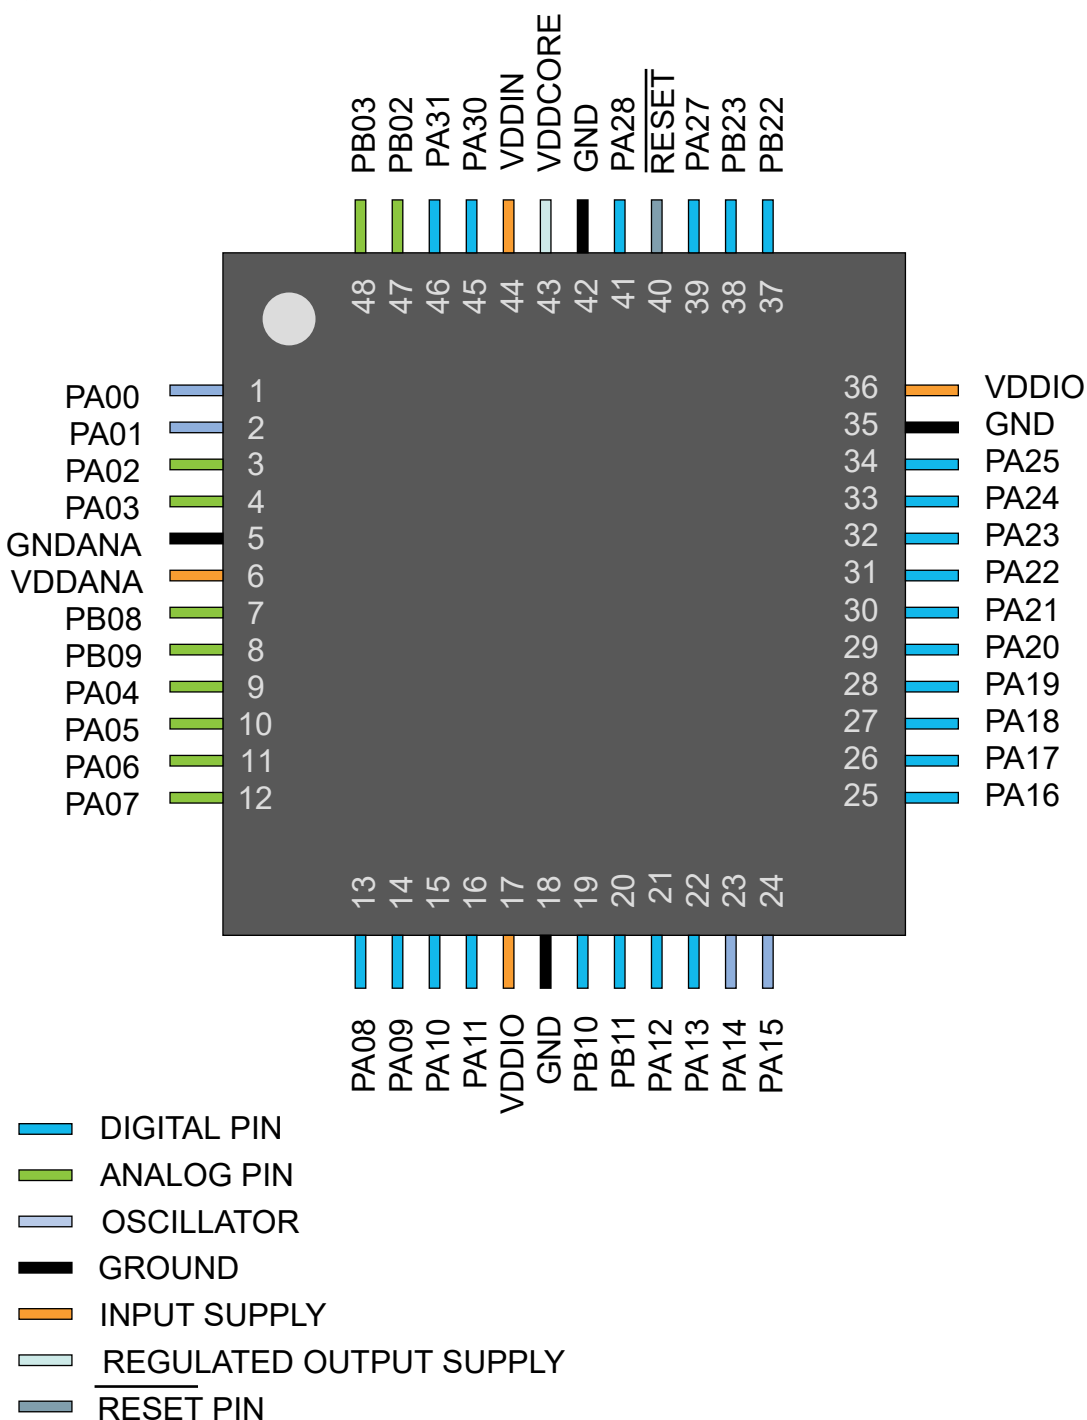 PB03
PB02
PA31
PA30
VDDIN
VDDCORE
GND
PA28
RESET
PA27
PB23
PB22
48
47
46
45
44
43
42
41
40
39
38
37
PA00 1
PA01 2
PA02 3
PA03 4
GNDANA 5
VDDANA 6
PB08 7
PB09 8
PA04 9
PA05 10
PA06 11
PA07 12
36 VDDIO
35 GND
34 PA25
33 PA24
32 PA23
31 PA22
30 PA21
29 PA20
28 PA19
27 PA18
26 PA17
25 PA16
13
14
15
16
17
18
19
20
21
22
23
24
PA08
PA09
PA10
PA11
VDDIO
GND
PB10
PB11
PA12
PA13
PA14
PA15
DIGITAL PIN
ANALOG PIN
OSCILLATOR
GROUND
INPUT SUPPLY
REGULATED OUTPUT SUPPLY
RESET PIN